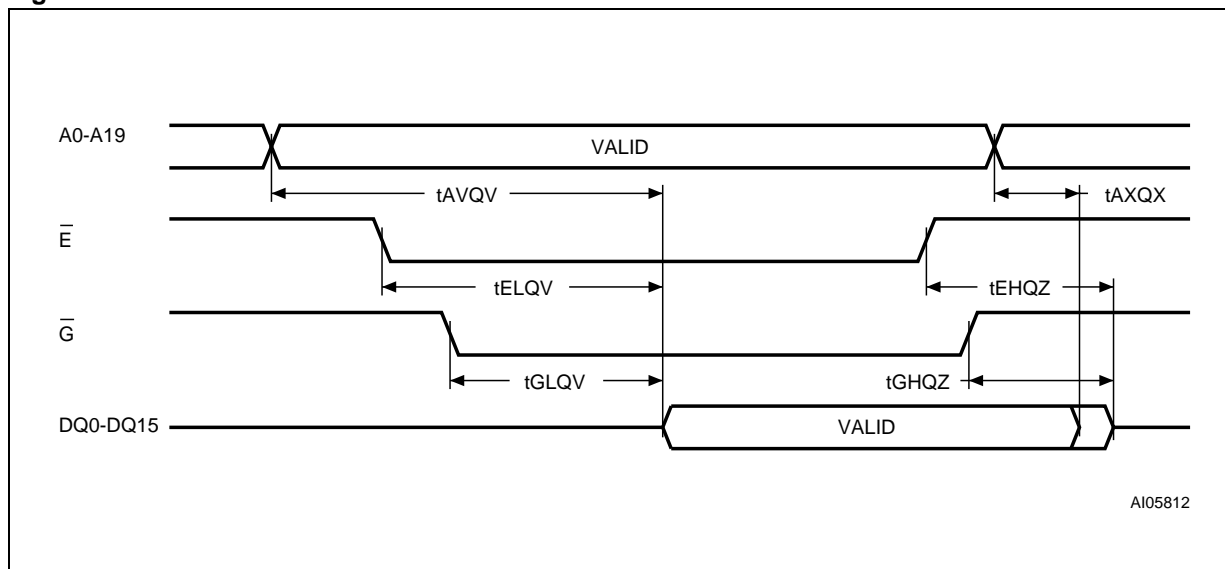 A0-A19
VALID
tAVQV
tAXQX
E
tELQV
tEHQZ
G
tGLQV
tGHQZ
DQ0-DQ15
VALID
AI05812